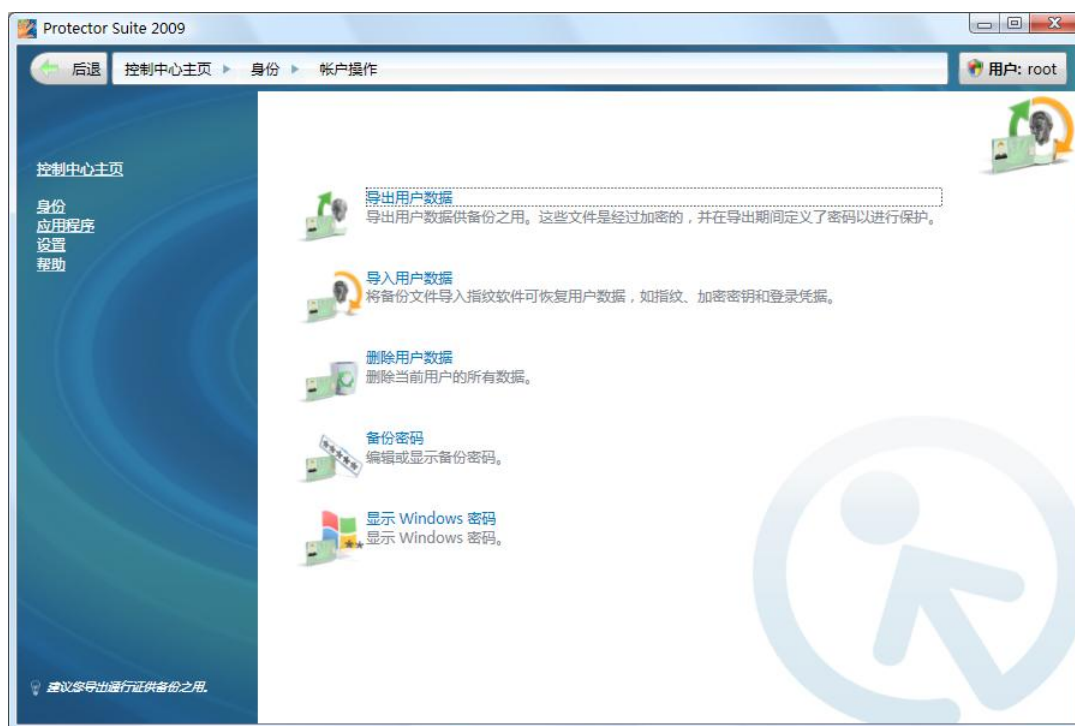 Protector Suite 2009
后退 控制中心主页 身份 帐户操作 用户: root
控制中心主页
身份
应用程序
设置
帮助
导出用户数据
导出用户数据供备份之用。这些文件是经过加密的，并在导出期间定义了密码以进行保护。
导入用户数据
将备份文件导入指纹软件可恢复用户数据，如指纹、加密密钥和登录凭据。
删除用户数据
删除当前用户的所有数据。
备份密码
编辑或显示备份密码。
显示 Windows 密码
显示 Windows 密码。
建议您导出通行证供备份之用。